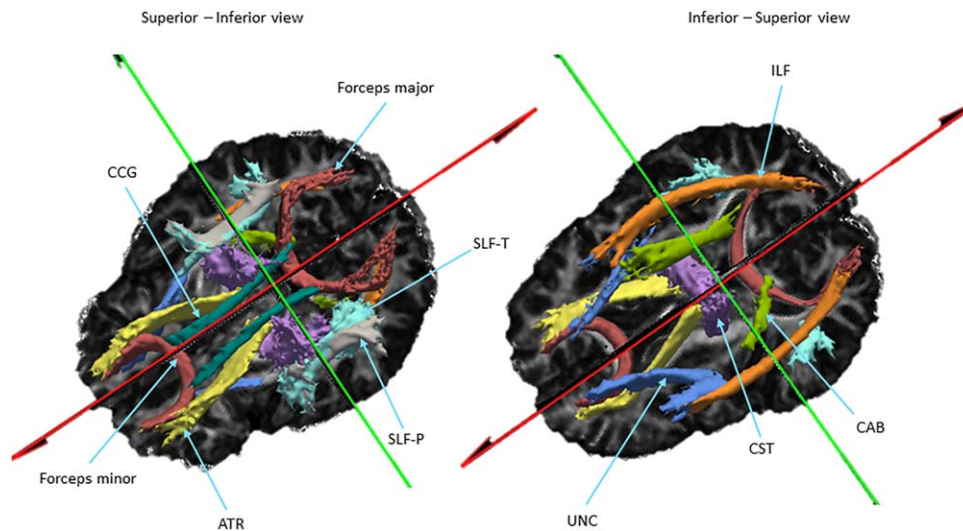 Superior – Inferior view
Inferior – Superior view
ILF
Forceps major
CCG
SLF-T
SLF-P
CAB
CST
Forceps minor
UNC
ATR